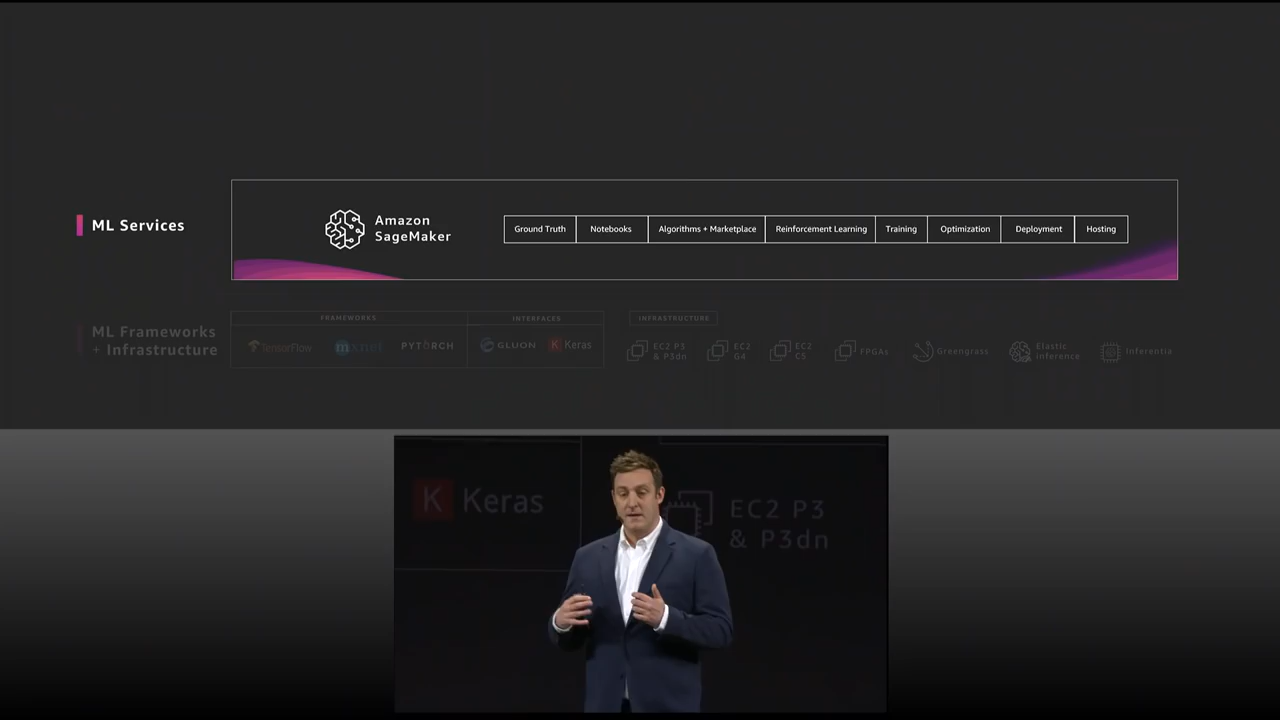 ML Services
Amazon
SageMaker
Ground Truth
Notebooks
Algorithms + Marketplace
Reinforcement Learning
Training
Optimization
Deployment
Hosting
ML Frameworks
+ Infrastructure
FRAMEWORKS
INTERFACES
INFRASTRUCTURE
TensorFlow
mxnet
PYTORCH
GLUON
K Keras
EC2 P3
& P3dn
EC2
G4
EC2
C5
FPGAs
Greengrass
Elastic
inference
Inferentia
K Keras
EC2 P3
& P3dn